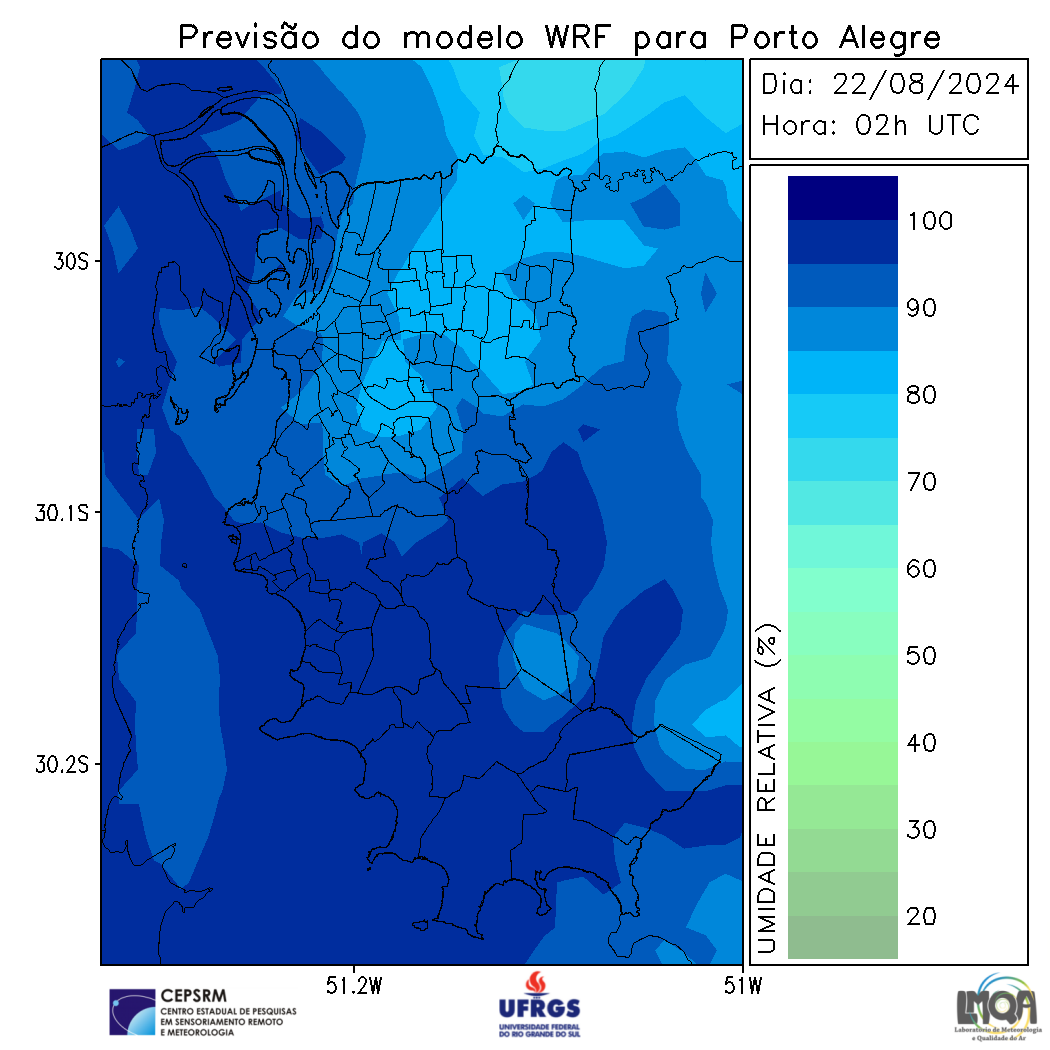 Previsão do modelo WRF para Porto Alegre
Dia: 22/08/2024
Hora: 02h UTC
30S
30.1S
30.2S
51.2W
51W
UMIDADE RELATIVA (%)
100
90
80
70
60
50
40
30
20
CEPSRM
CENTRO ESTADUAL DE PESQUISAS
EM SENSORIAMENTO REMOTO
E METEOROLOGIA
UFRGS
UNIVERSIDADE FEDERAL
DO RIO GRANDE DO SUL
LMQA
Laboratório de Meteorologia
e Qualidade do Ar